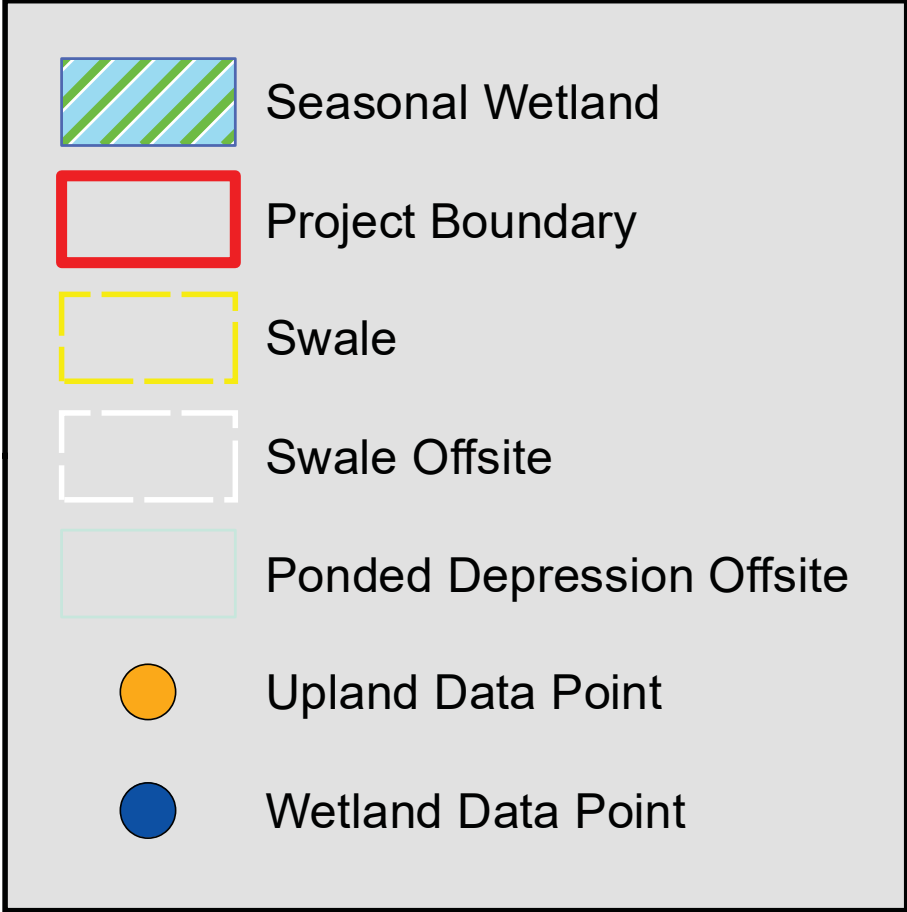 Seasonal Wetland
Project Boundary
Swale
Swale Offsite
Ponded Depression Offsite
Upland Data Point
Wetland Data Point